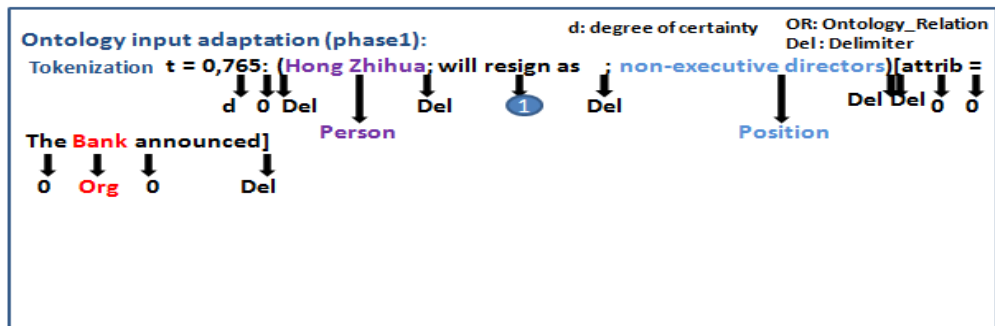 d: degree of certainty OR: Ontology_Relation
Ontology input adaptation (phase1): Del : Delimiter
Tokenization t = 0,765: (Hong Zhihua; will resign as ; non-executive directors)[attrib =
d 0 Del Del 1 Del Del Del 0 0
Person Position
The Bank announced]
0 Org 0 Del